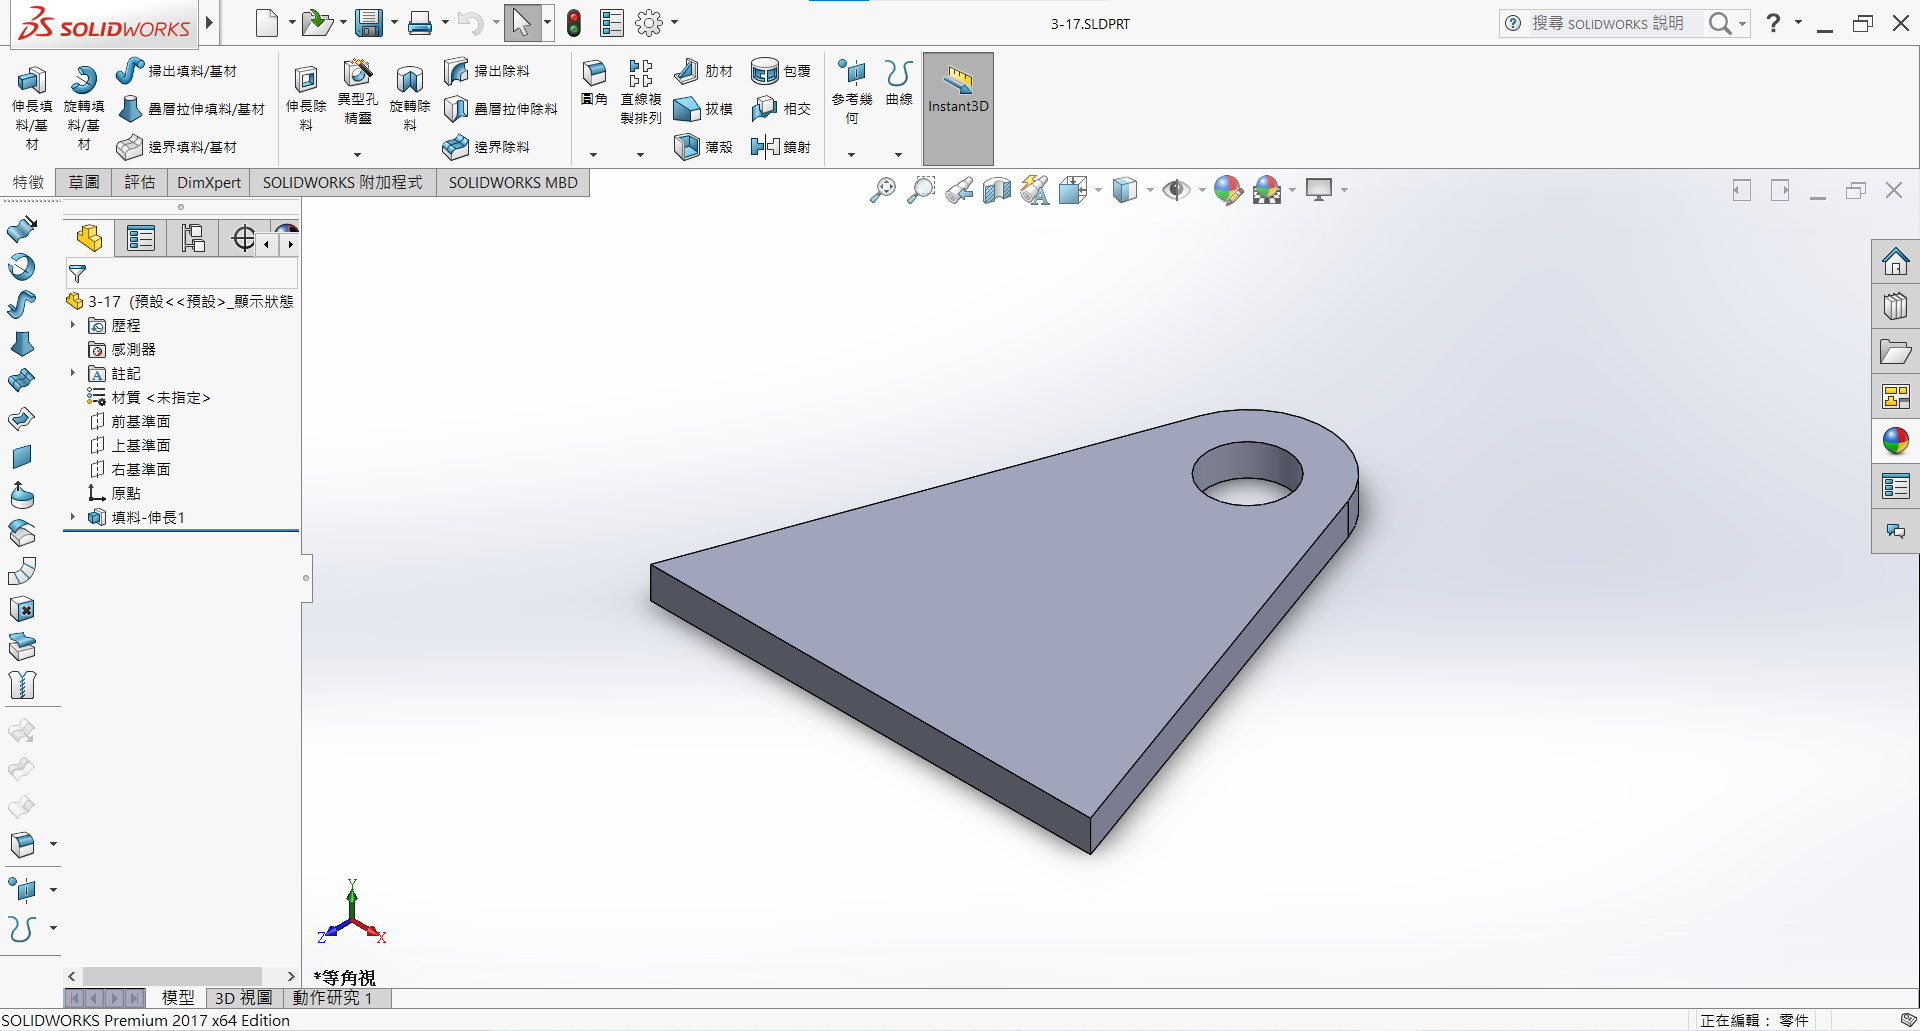 SOLIDWORKS
3-17.SLDPRT
搜尋 SOLIDWORKS 說明
?
伸長填
料/基
材
旋轉填
料/基
材
掃出填料/基材
疊層拉伸填料/基材
邊界填料/基材
伸長除
料
異型孔
精靈
旋轉除
料
掃出除料
疊層拉伸除料
邊界除料
圓角
直線複
製排列
肋材
拔模
薄殼
包覆
相交
鏡射
參考幾
何
曲線
Instant3D
特徵
草圖
評估
DimXpert
SOLIDWORKS 附加程式
SOLIDWORKS MBD
3-17 (預設<<預設>_顯示狀態
歷程
感測器
註記
材質 <未指定>
前基準面
上基準面
右基準面
原點
填料-伸長1
Y
Z
X
*等角視
模型
3D 視圖
動作研究 1
SOLIDWORKS Premium 2017 x64 Edition
正在編輯： 零件